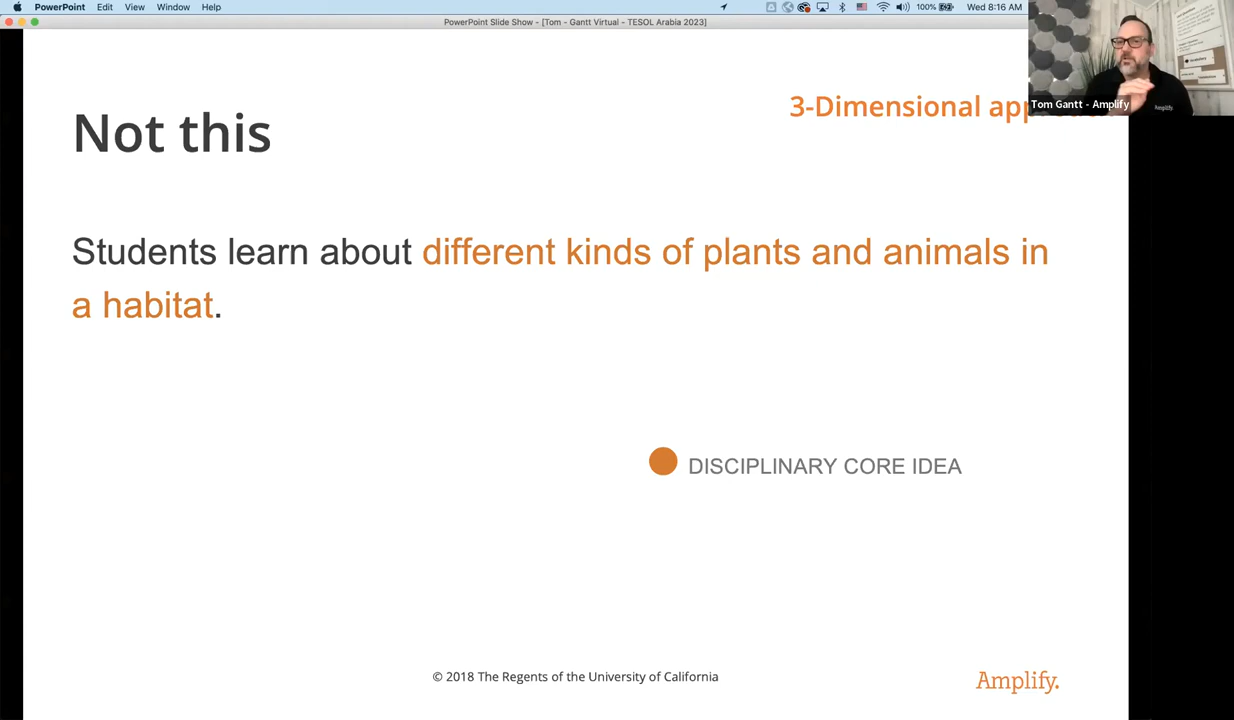 PowerPoint Edit View Window Help 100% Wed 8:16 AM
PowerPoint Slide Show - [Tom - Gantt Virtual - TESOL Arabia 2023]
Tom Gantt - Amplify
Amplify.
3-Dimensional
Not this
Students learn about different kinds of plants and animals in
a habitat.
DISCIPLINARY CORE IDEA
© 2018 The Regents of the University of California
Amplify.